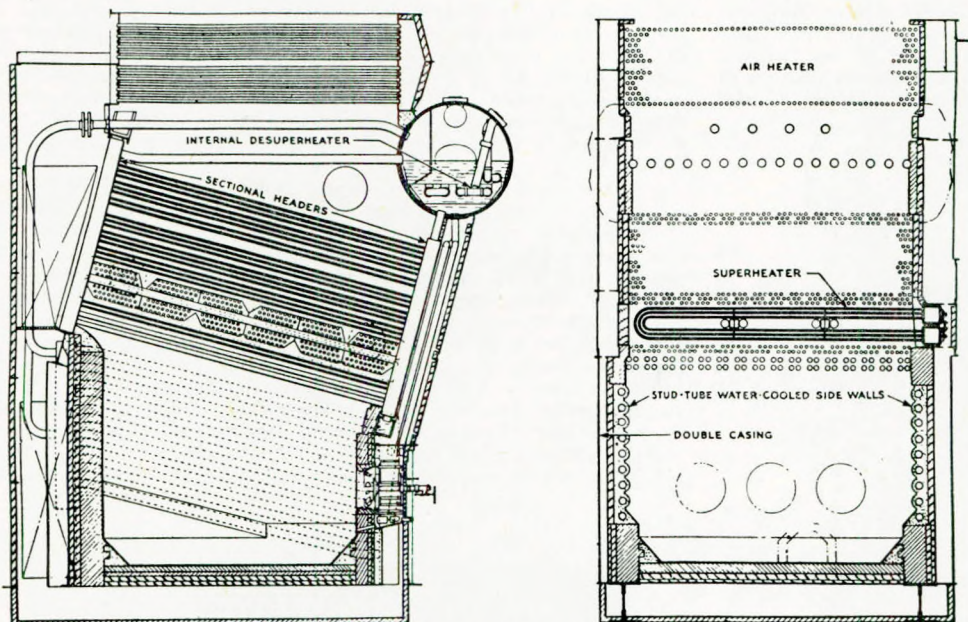 INTERNAL DESUPERHEATER
SECTIONAL HEADERS
AIR HEATER
SUPERHEATER
STUD-TUBE WATER-COOLED SIDE WALLS
DOUBLE CASING